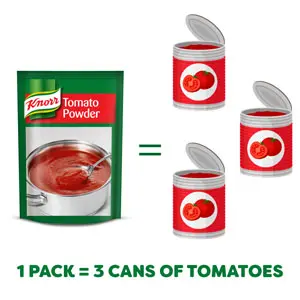 Knorr
Tomato
Powder
=
1 PACK = 3 CANS OF TOMATOES